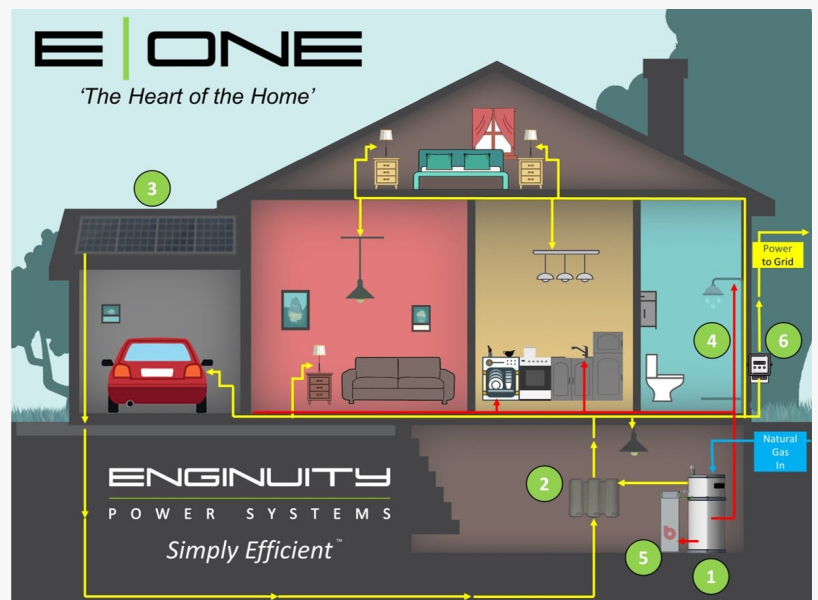 E|ONE
‘The Heart of the Home’
3
Power
to Grid
4
6
Natural
Gas
In
ENGINUITY
POWER SYSTEMS
Simply Efficient™
2
5
1